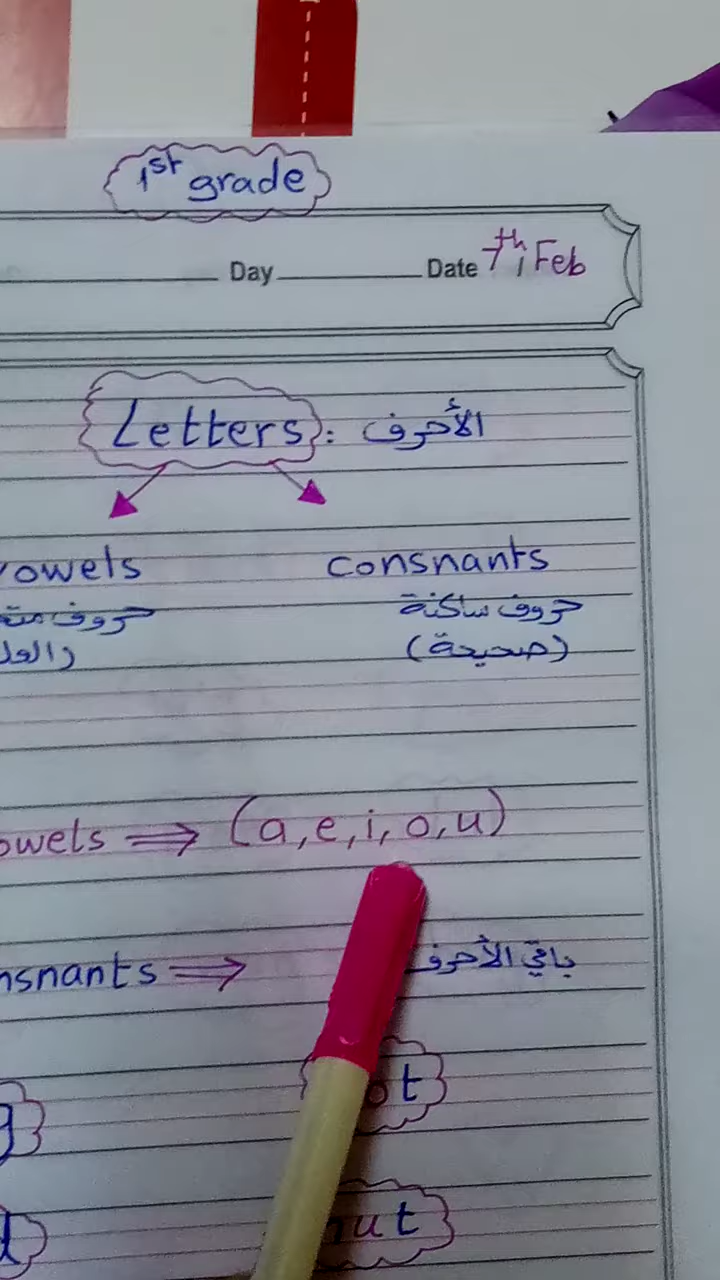 1st grade
Day Date 7th, Feb
Letters : الأحرف
vowels consnants
حروف ساكنة
(صحيحة)
owels ⇒ (a, e, i, o, u)
nsnants ⇒ باقي الأحرف
ot
ut